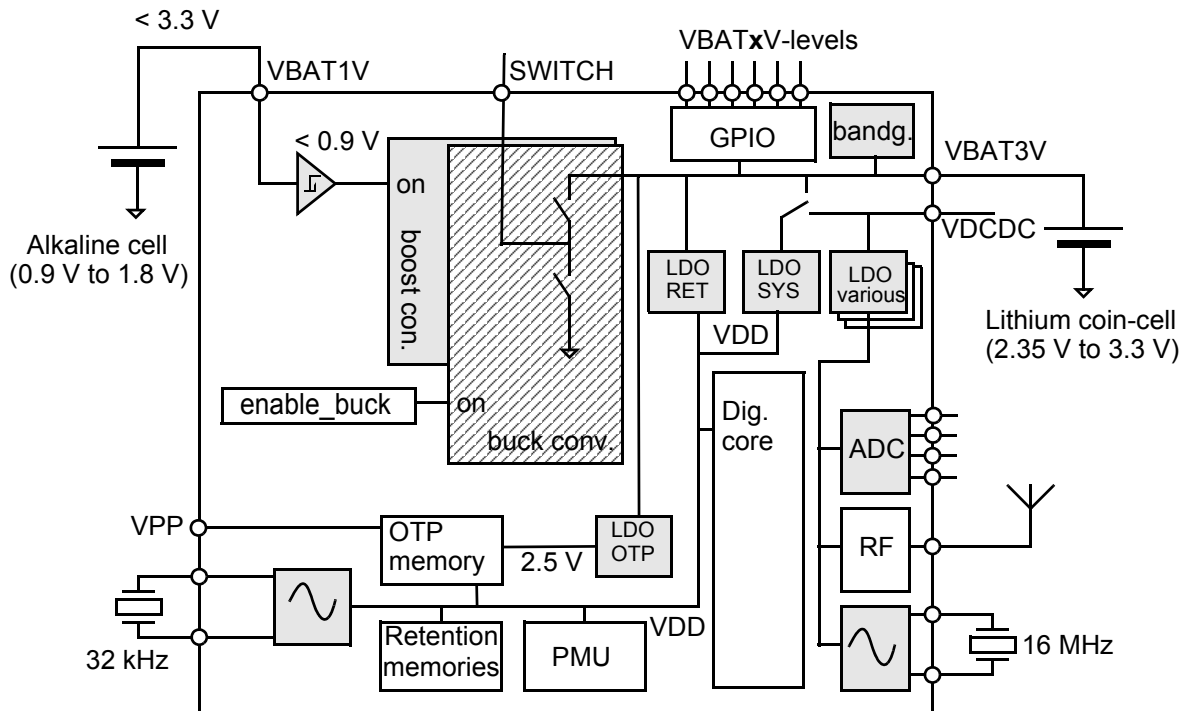 < 3.3 V
VBATxV-levels
VBAT1V
SWITCH
GPIO
bandg.
VBAT3V
< 0.9 V
on
boost con.
VDCDC
Alkaline cell
(0.9 V to 1.8 V)
LDO
RET
LDO
SYS
LDO
various
Lithium coin-cell
(2.35 V to 3.3 V)
VDD
enable_buck
on
buck conv.
Dig.
core
ADC
VPP
OTP
memory
2.5 V
LDO
OTP
RF
32 kHz
Retention
memories
PMU
VDD
16 MHz